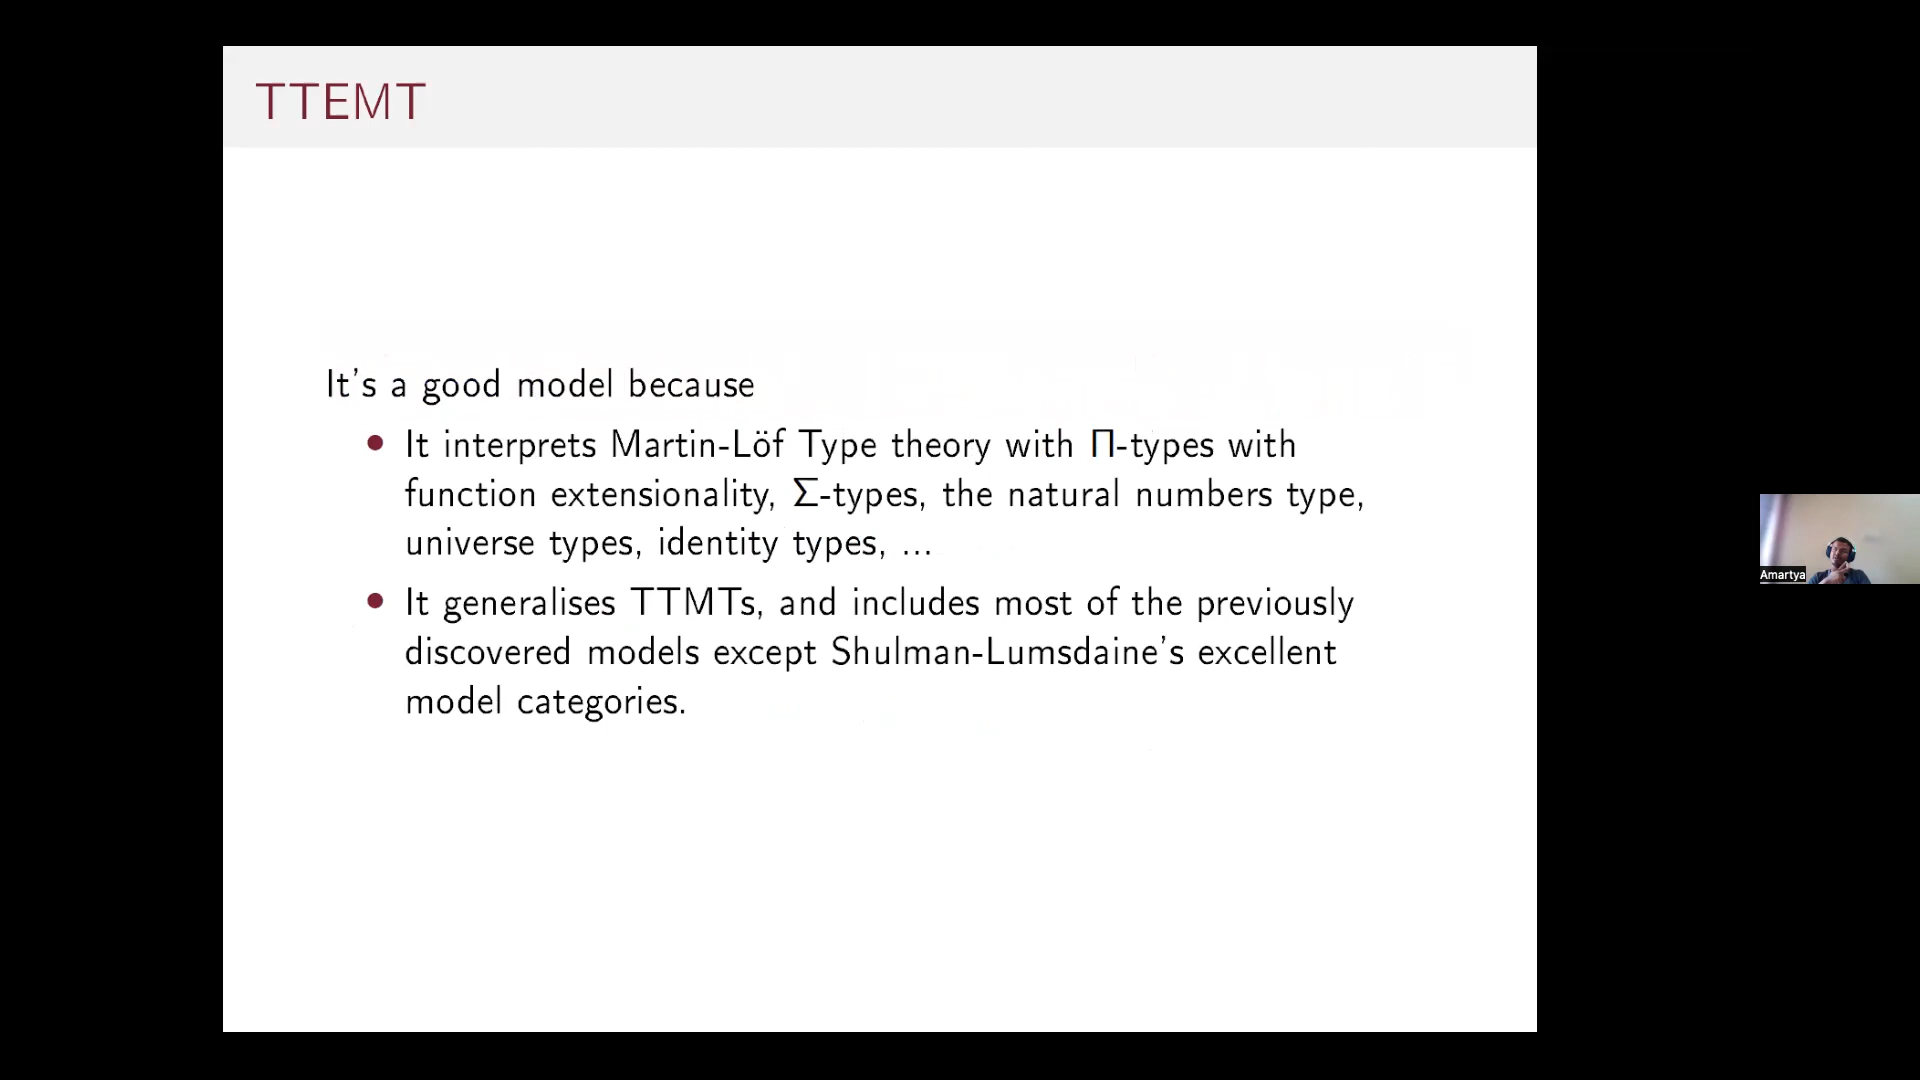 TTEMT
It's a good model because
• It interprets Martin-Löf Type theory with Π-types with
function extensionality, Σ-types, the natural numbers type,
universe types, identity types, ...
• It generalises TTMTs, and includes most of the previously
discovered models except Shulman-Lumsdaine's excellent
model categories.
Amartya